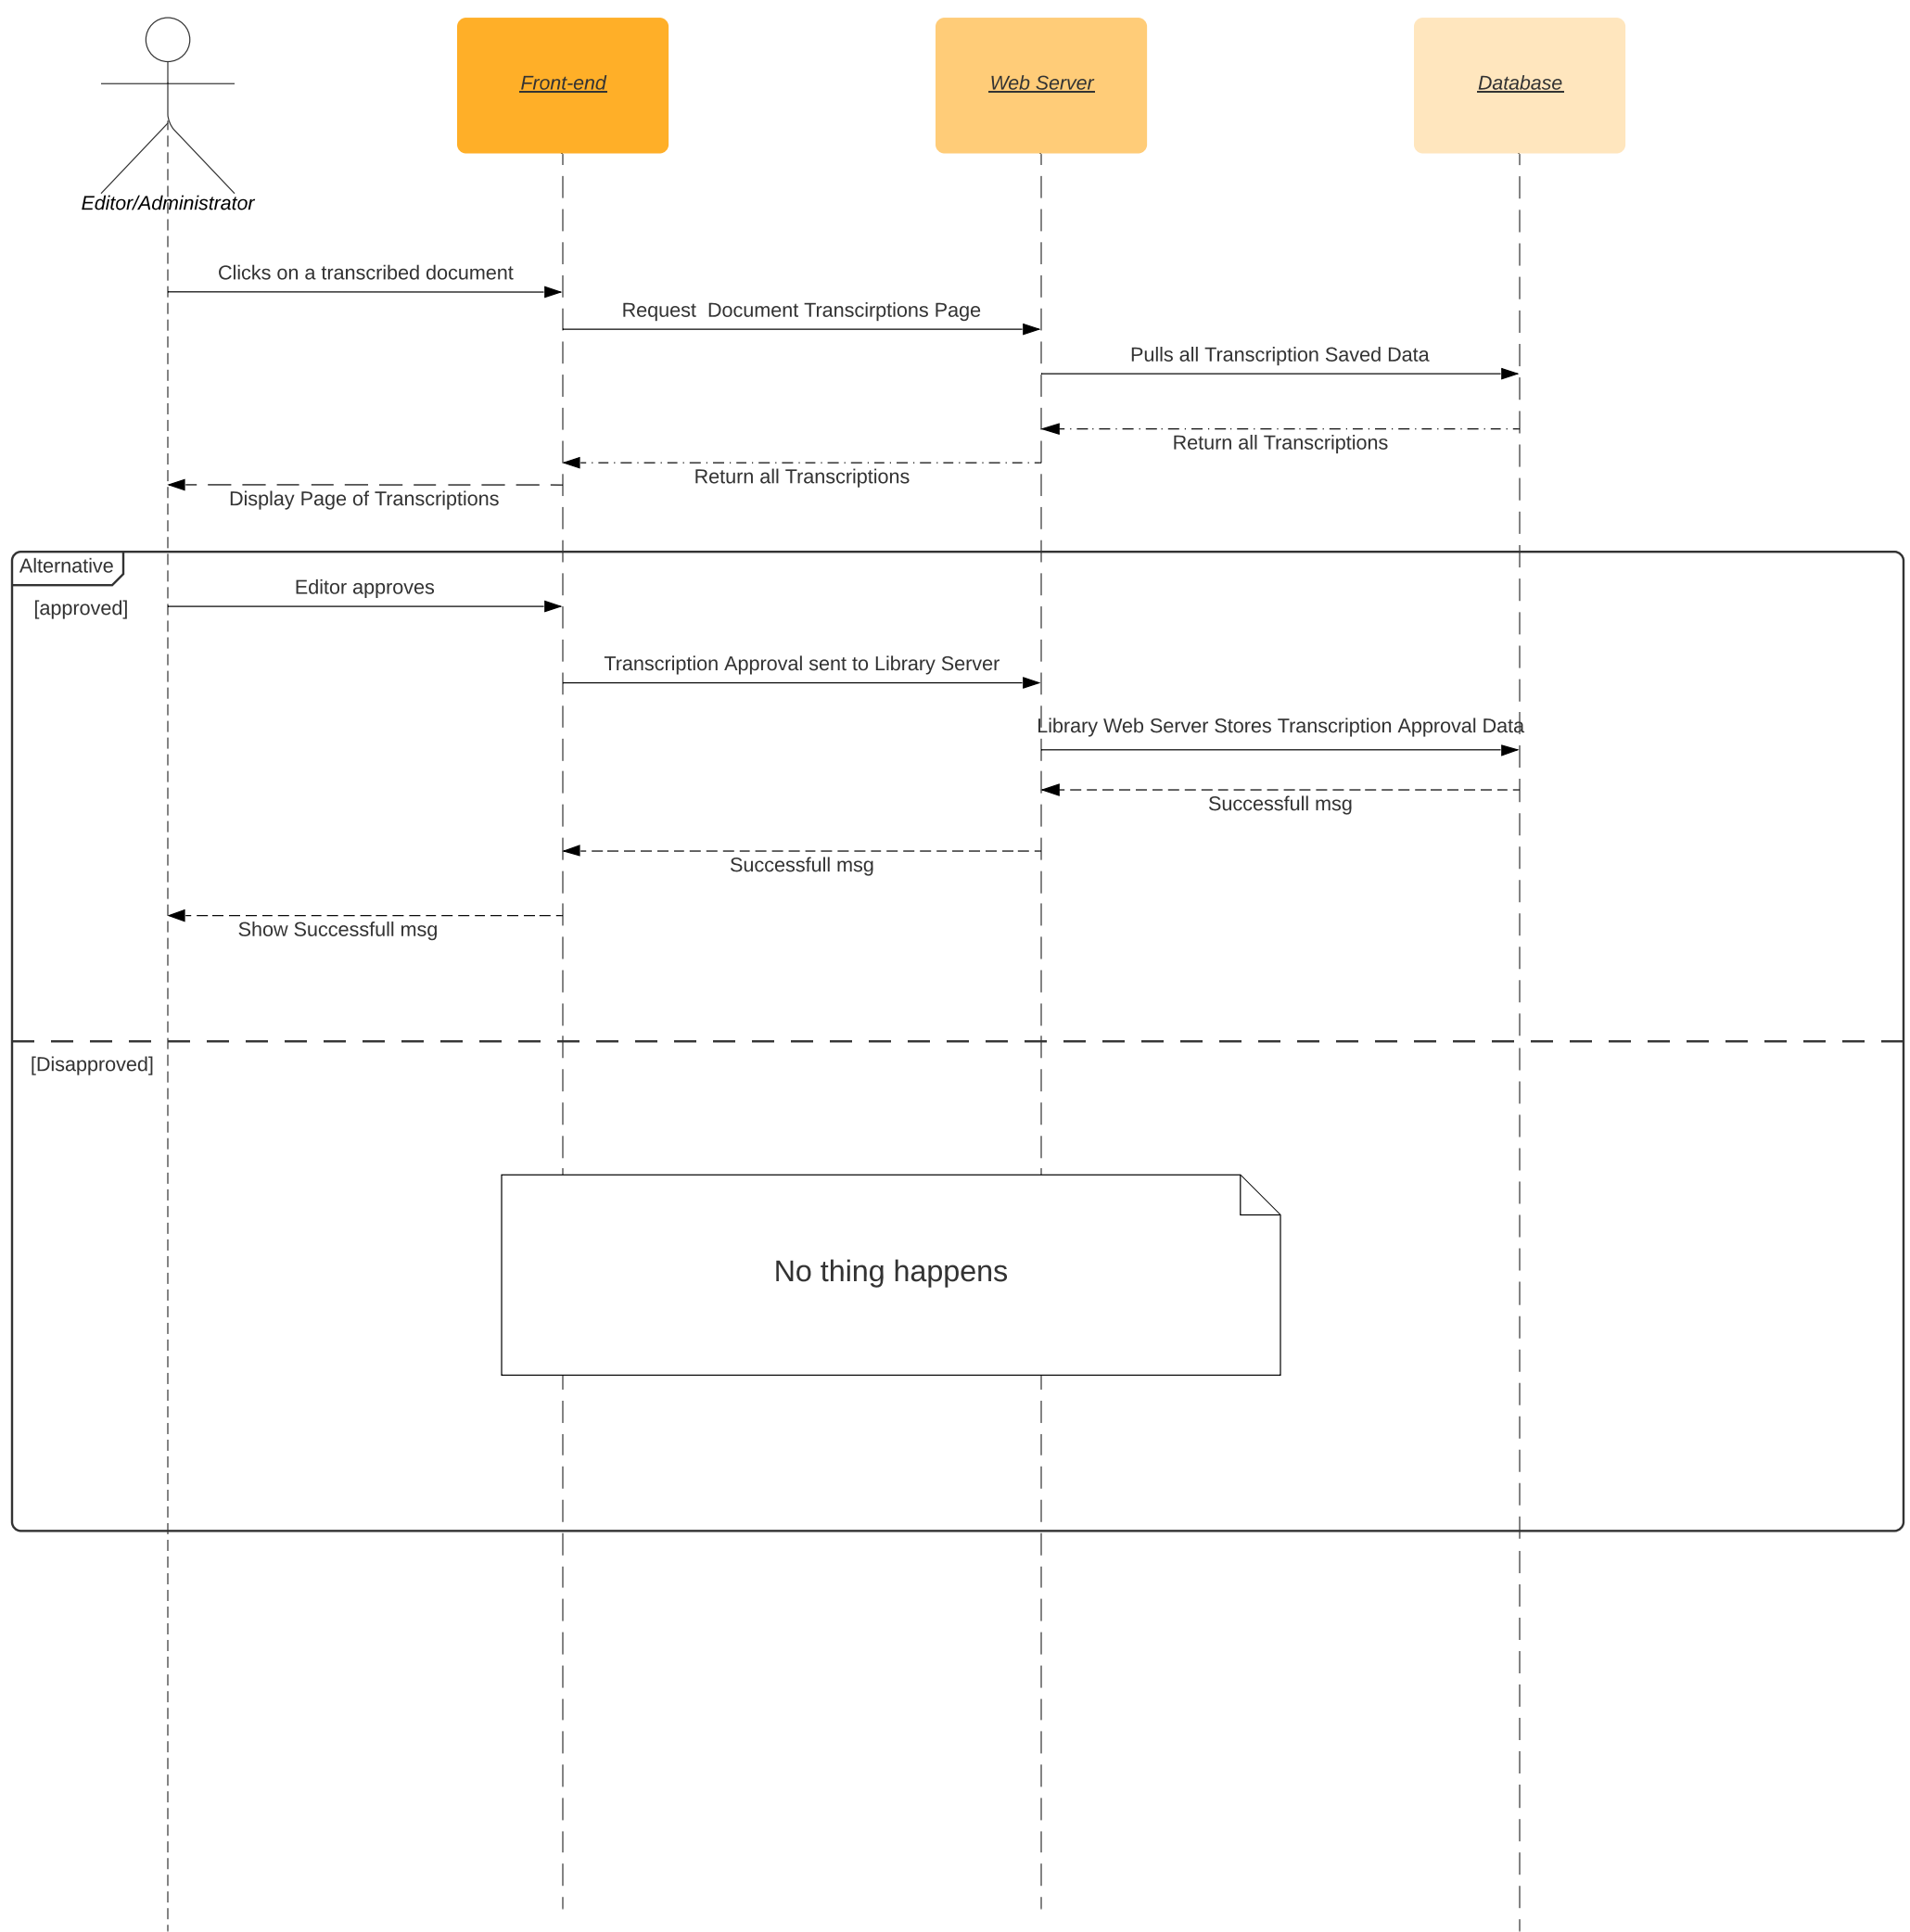 Front-end
Web Server
Database
Editor/Administrator
Clicks on a transcribed document
Request  Document Transcirptions Page
Pulls all Transcription Saved Data
Return all Transcriptions
Return all Transcriptions
Display Page of Transcriptions
Alternative
Editor approves
[approved]
Transcription Approval sent to Library Server
Library Web Server Stores Transcription Approval Data
Successfull msg
Successfull msg
Show Successfull msg
[Disapproved]
No thing happens